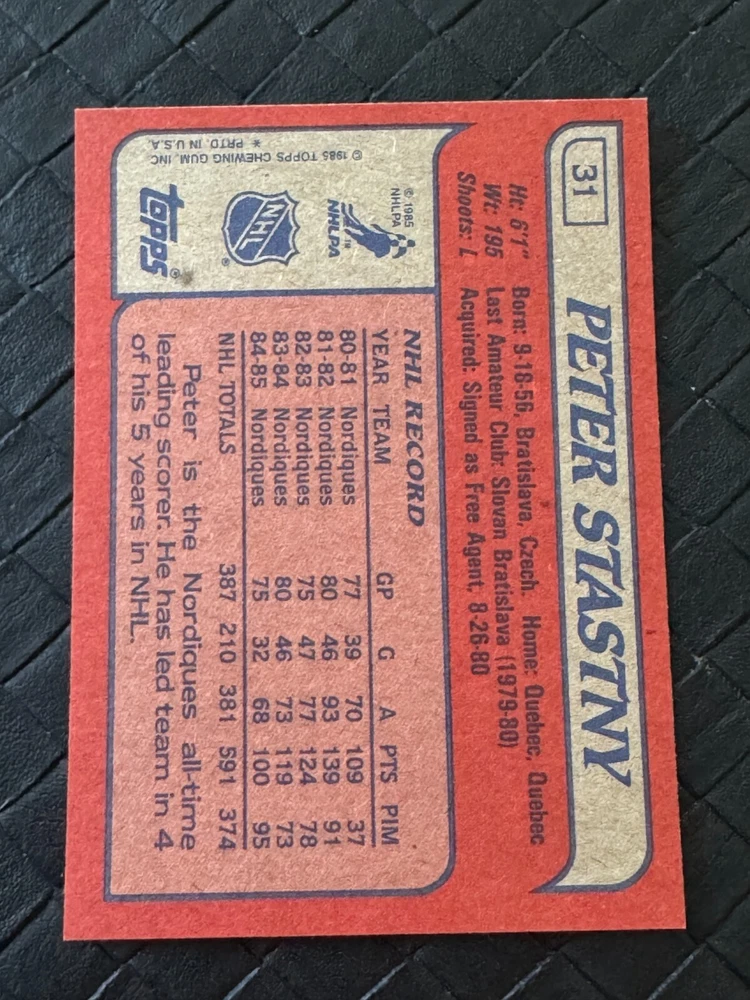 31
PETER STASTNY
Ht: 6'1" Born: 9-18-56, Bratislava, Czech. Home: Quebec, Quebec
Wt: 195 Last Amateur Club: Slovan Bratislava (1979-80)
Shoots: L Acquired: Signed as Free Agent, 8-26-80
© 1985
NHLPA
NHLPA™
NHL®
topps®
© 1985 TOPPS CHEWING GUM, INC
* PRTD. IN U.S.A.
NHL RECORD
YEAR TEAM GP G A PTS PIM
80-81 Nordiques 77 39 70 109 37
81-82 Nordiques 80 46 93 139 91
82-83 Nordiques 75 47 77 124 78
83-84 Nordiques 80 46 73 119 73
84-85 Nordiques 75 32 68 100 95
NHL TOTALS 387 210 381 591 374
Peter is the Nordiques all-time
leading scorer. He has led team in 4
of his 5 years in NHL.